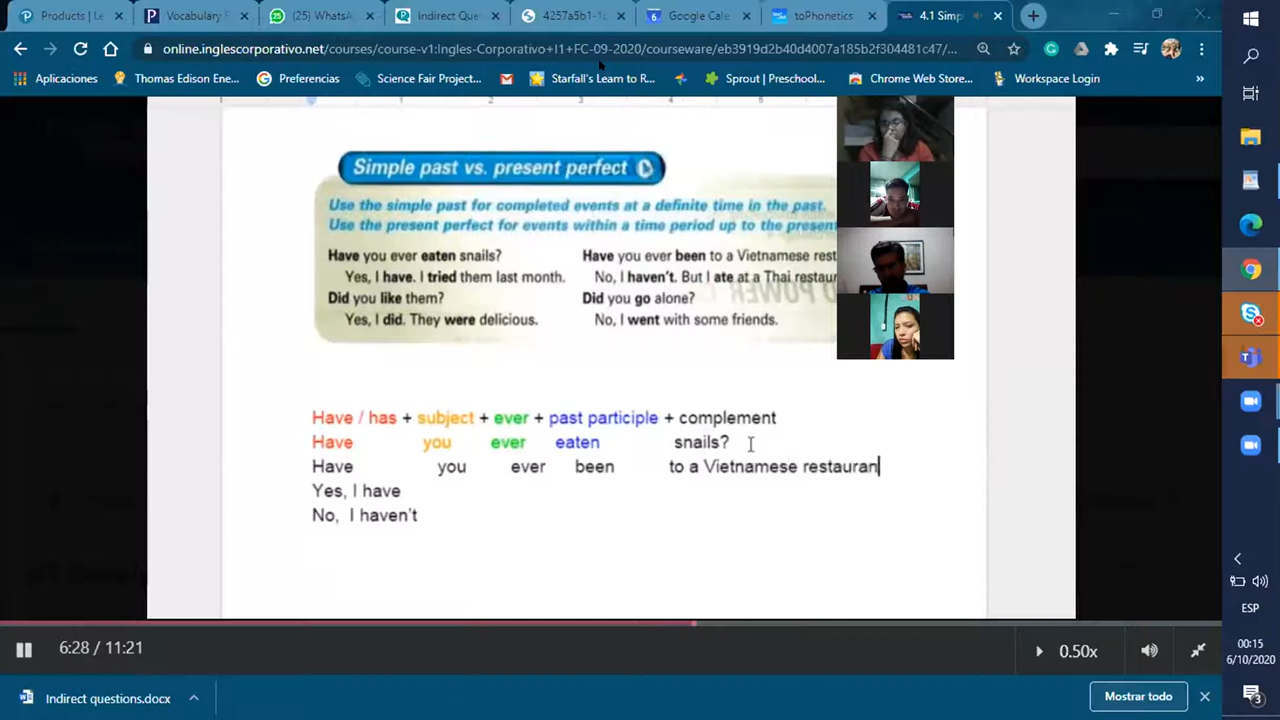 Products | Le
Vocabulary F
(25) WhatsA
Indirect Que
4257a5b1-1c
Google Cale
toPhonetics
4.1 Simp
online.inglescorporativo.net/courses/course-v1:Ingles-Corporativo+I1+FC-09-2020/courseware/eb3919d2b40d4007a185b2f304481c47/...
Aplicaciones
Thomas Edison Ene...
Preferencias
Science Fair Project...
Starfall's Learn to R...
Sprout | Preschool...
Chrome Web Store...
Workspace Login
»
Simple past vs. present perfect
Use the simple past for completed events at a definite time in the past.
Use the present perfect for events within a time period up to the present
Have you ever eaten snails?
Yes, I have. I tried them last month.
Did you like them?
Yes, I did. They were delicious.
Have you ever been to a Vietnamese rest
No, I haven't. But I ate at a Thai restaur
Did you go alone?
No, I went with some friends.
Have / has + subject + ever + past participle + complement
Have you ever eaten snails?
Have you ever been to a Vietnamese restauran
Yes, I have
No, I haven't
6:28 / 11:21
0.50x
Indirect questions.docx
Mostrar todo
ESP
00:15
6/10/2020
3